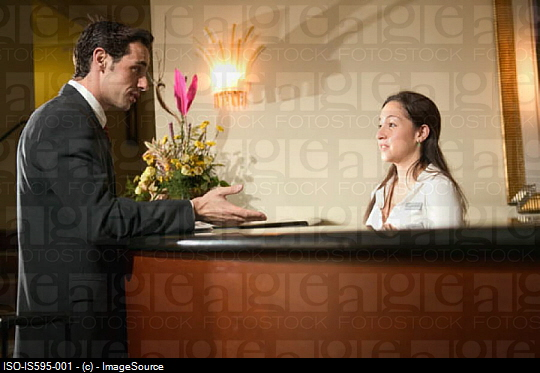 age
FOTOSTOCK
ISO-IS595-001 - (c) - ImageSource